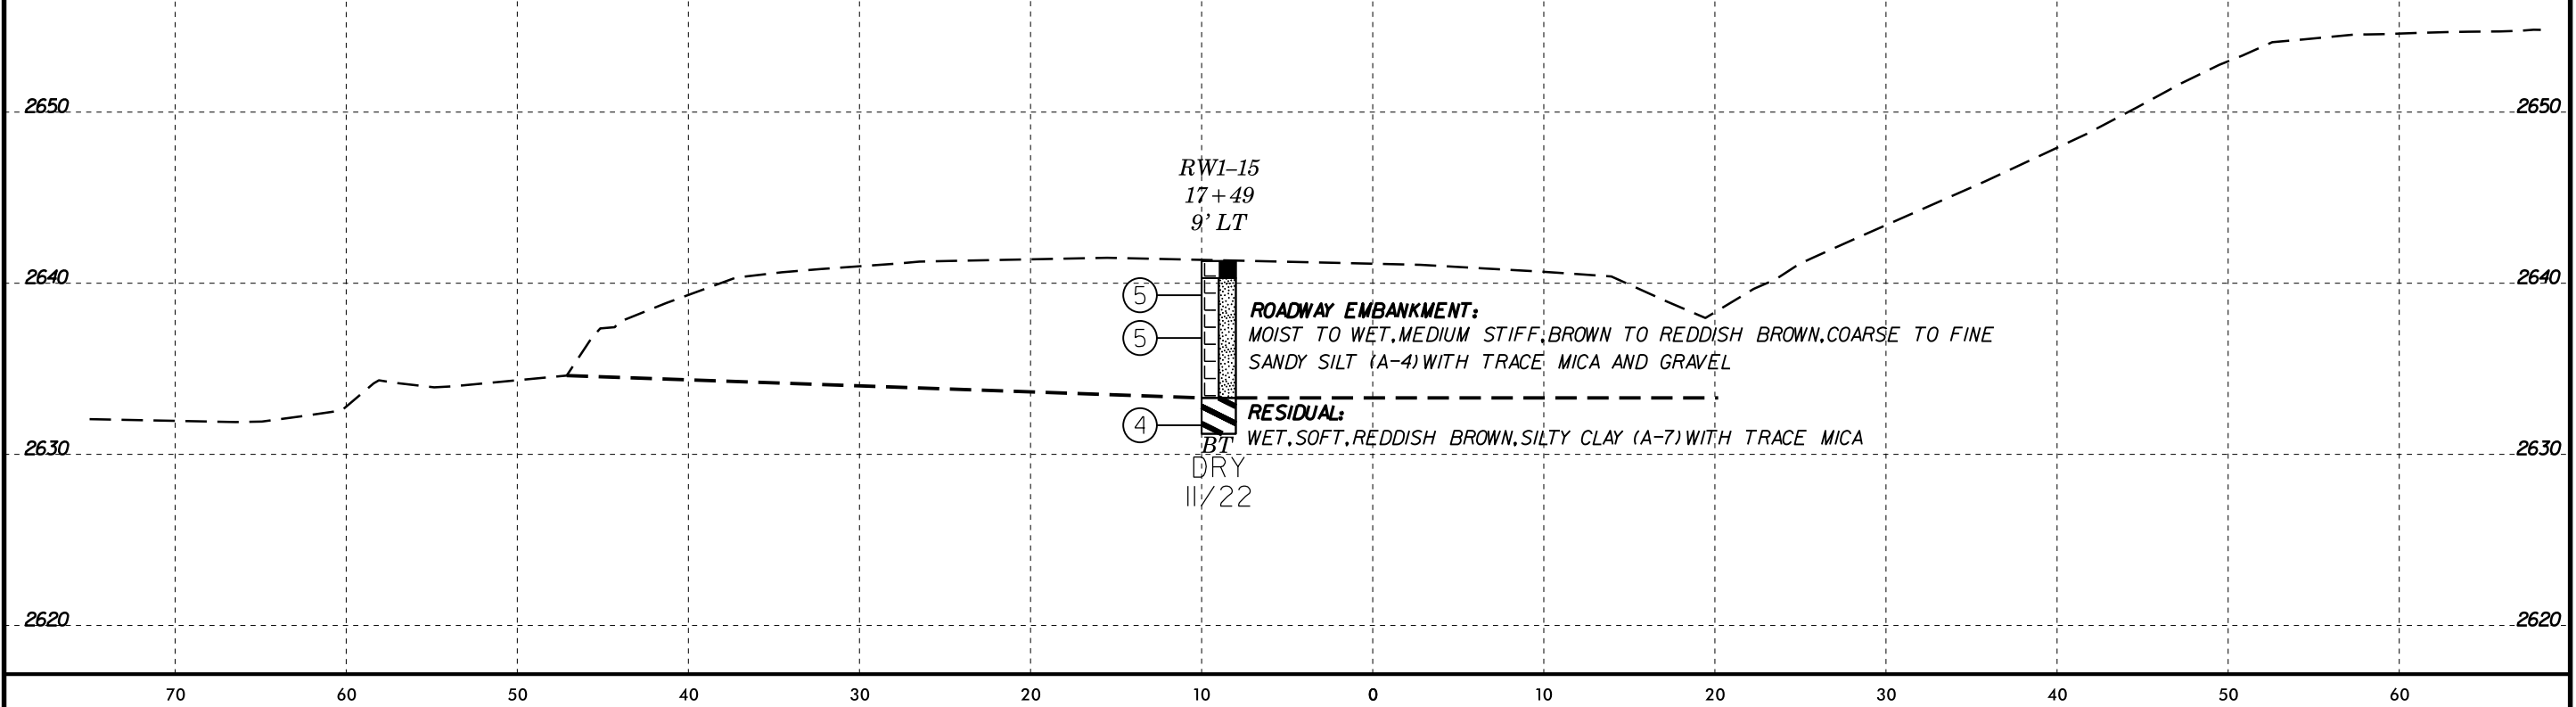 2650 2650
RW1-15
17+49
9' LT
2640 2640
5
ROADWAY EMBANKMENT:
5 MOIST TO WET, MEDIUM STIFF, BROWN TO REDDISH BROWN, COARSE TO FINE
SANDY SILT (A-4) WITH TRACE MICA AND GRAVEL
RESIDUAL:
4 WET, SOFT, REDDISH BROWN, SILTY CLAY (A-7) WITH TRACE MICA
2630 BT 2630
DRY
11/22
2620 2620
70 60 50 40 30 20 10 0 10 20 30 40 50 60